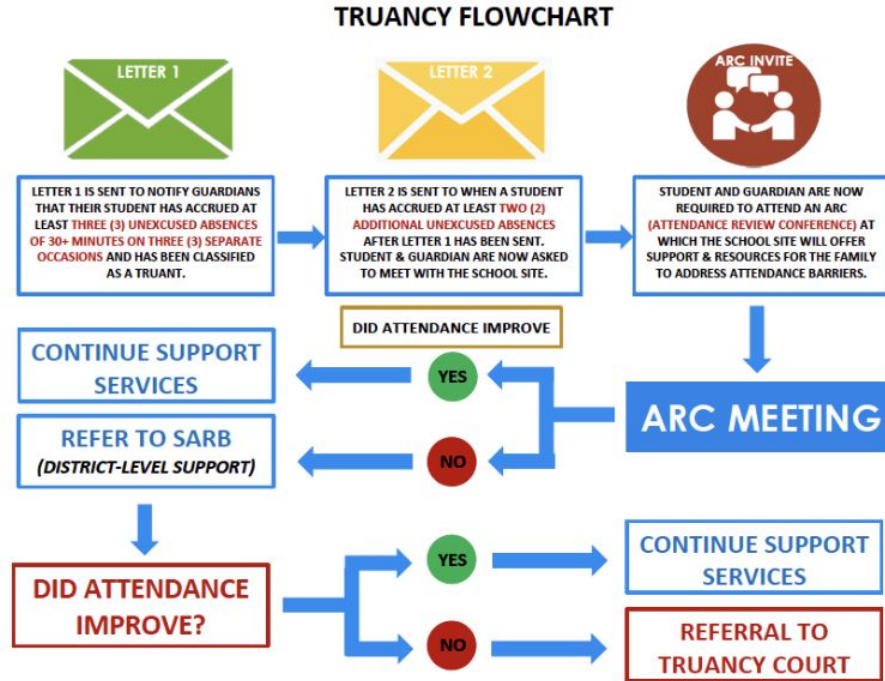 TRUANCY FLOWCHART
LETTER 1
LETTER 2
ARC INVITE
LETTER 1 IS SENT TO NOTIFY GUARDIANS
THAT THEIR STUDENT HAS ACCRUED AT
LEAST THREE (3) UNEXCUSED ABSENCES
OF 30+ MINUTES ON THREE (3) SEPARATE
OCCASIONS AND HAS BEEN CLASSIFIED
AS A TRUANT.
LETTER 2 IS SENT TO WHEN A STUDENT
HAS ACCRUED AT LEAST TWO (2)
ADDITIONAL UNEXCUSED ABSENCES
AFTER LETTER 1 HAS BEEN SENT.
STUDENT & GUARDIAN ARE NOW ASKED
TO MEET WITH THE SCHOOL SITE.
STUDENT AND GUARDIAN ARE NOW
REQUIRED TO ATTEND AN ARC
(ATTENDANCE REVIEW CONFERENCE) AT
WHICH THE SCHOOL SITE WILL OFFER
SUPPORT & RESOURCES FOR THE FAMILY
TO ADDRESS ATTENDANCE BARRIERS.
DID ATTENDANCE IMPROVE
CONTINUE SUPPORT
SERVICES
YES
ARC MEETING
REFER TO SARB
(DISTRICT-LEVEL SUPPORT)
NO
DID ATTENDANCE
IMPROVE?
YES
CONTINUE SUPPORT
SERVICES
NO
REFERRAL TO
TRUANCY COURT